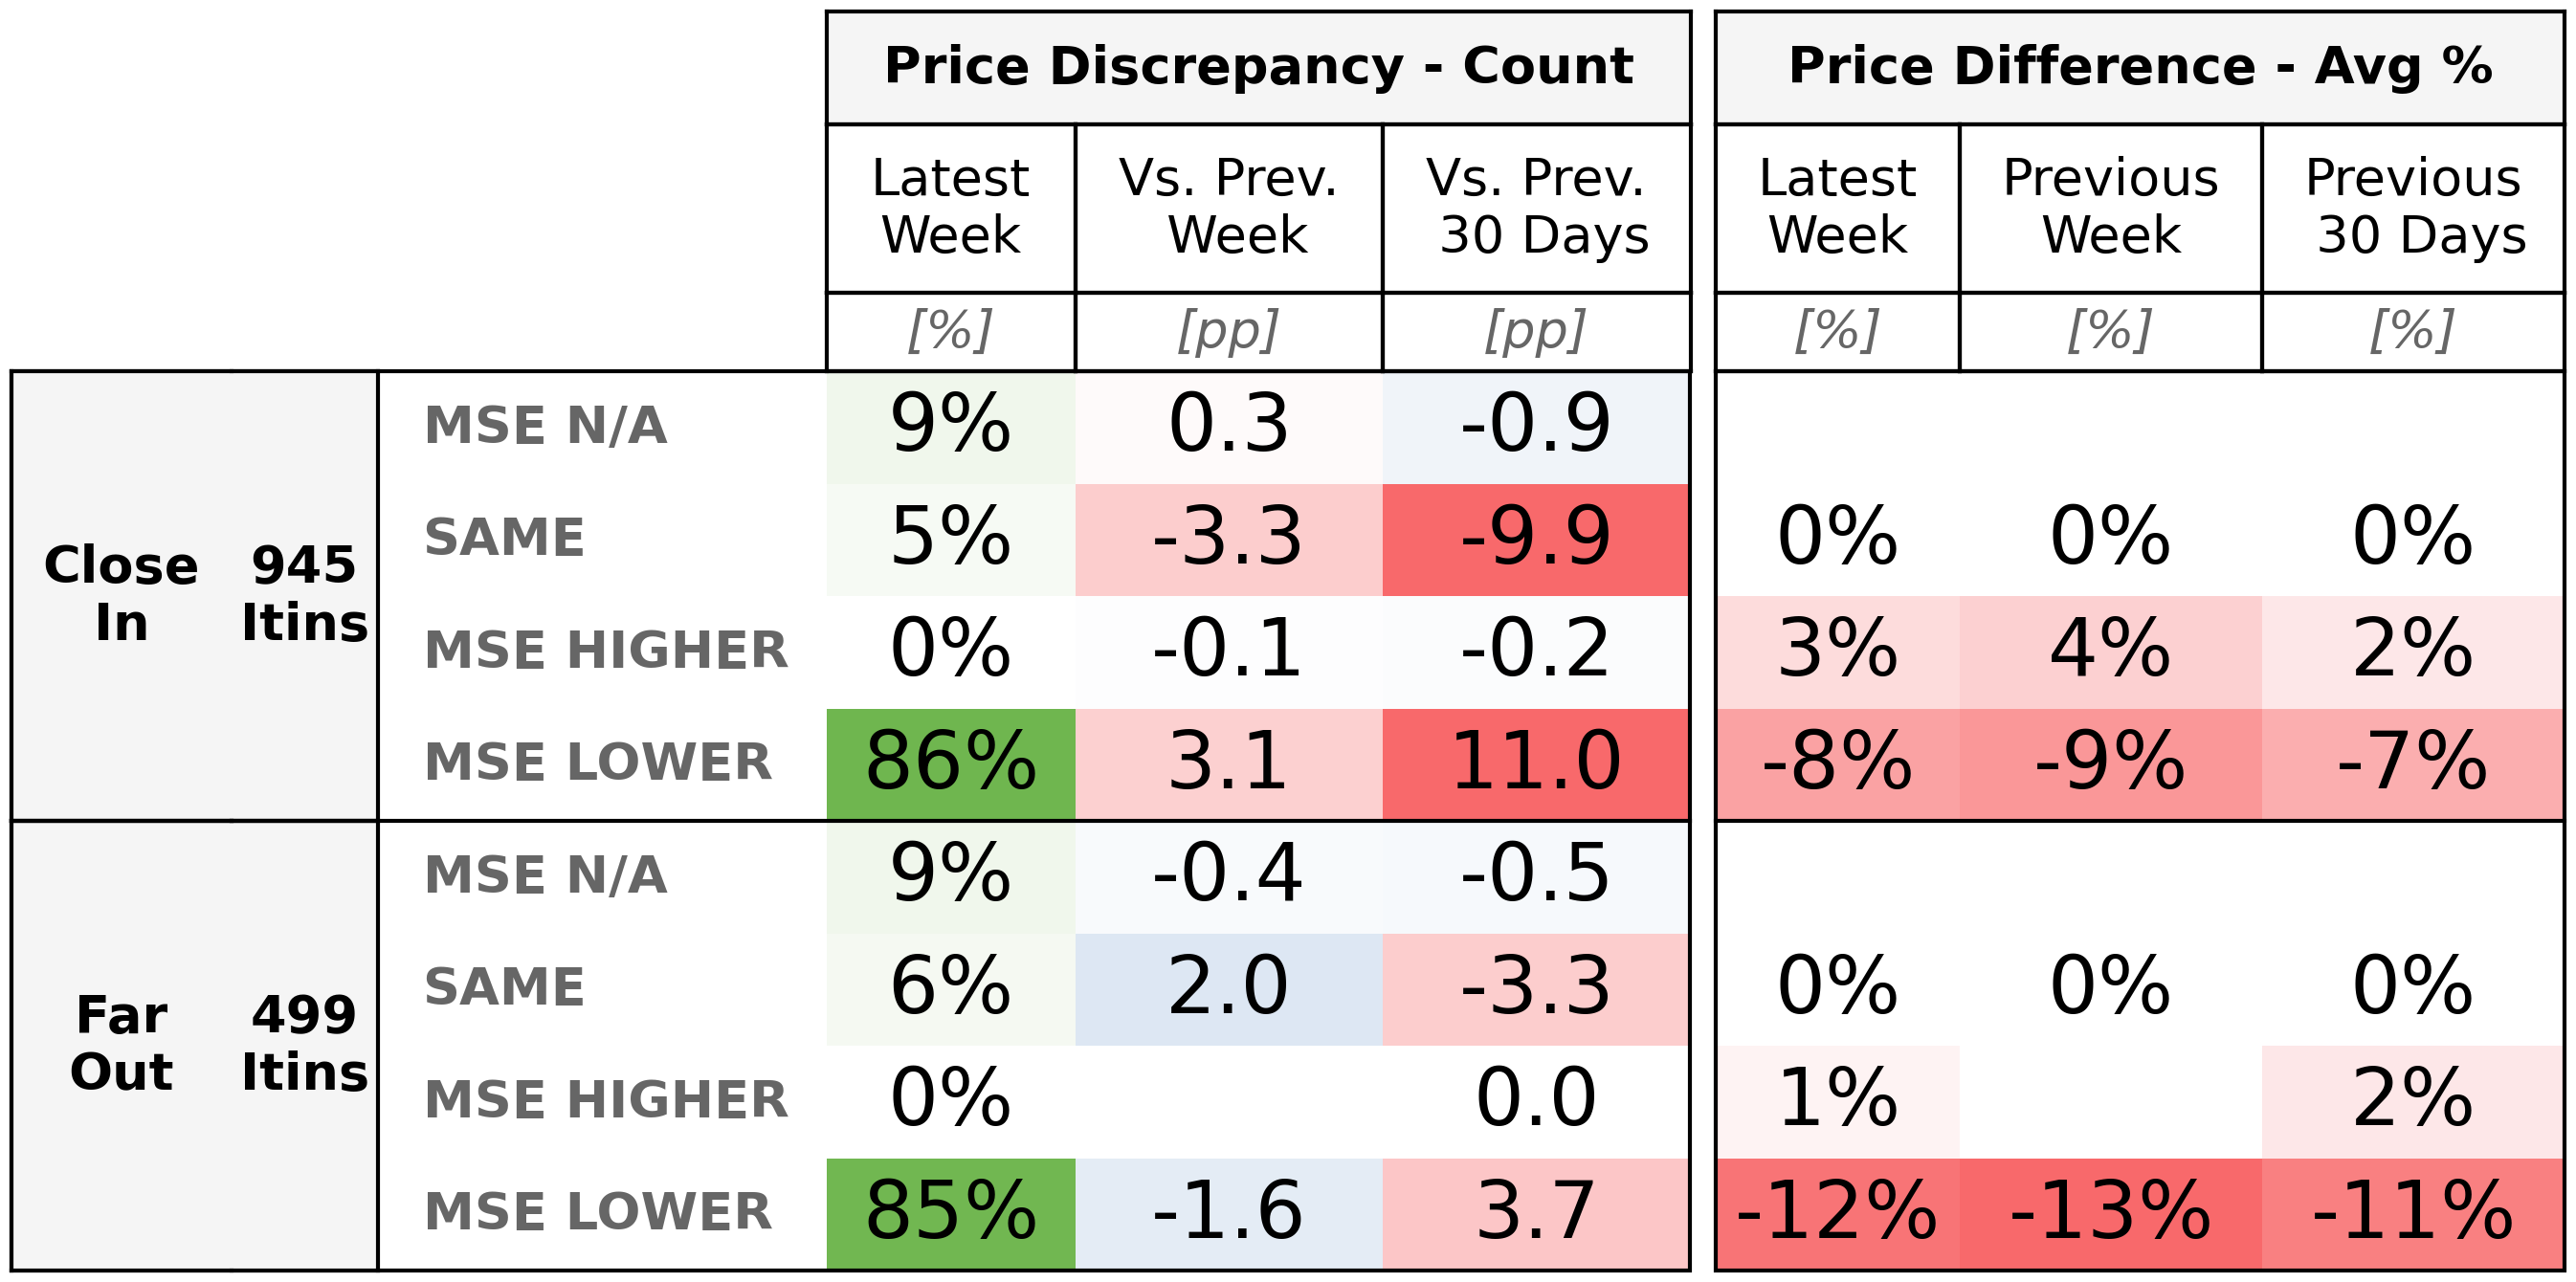 Price Discrepancy - Count Price Difference - Avg %
Latest Week Vs. Prev. Week Vs. Prev. 30 Days Latest Week Previous Week Previous 30 Days
[%] [pp] [pp] [%] [%] [%]
Close In 945 Itins
MSE N/A 9% 0.3 -0.9
SAME 5% -3.3 -9.9 0% 0% 0%
MSE HIGHER 0% -0.1 -0.2 3% 4% 2%
MSE LOWER 86% 3.1 11.0 -8% -9% -7%
Far Out 499 Itins
MSE N/A 9% -0.4 -0.5
SAME 6% 2.0 -3.3 0% 0% 0%
MSE HIGHER 0% 0.0 1% 2%
MSE LOWER 85% -1.6 3.7 -12% -13% -11%